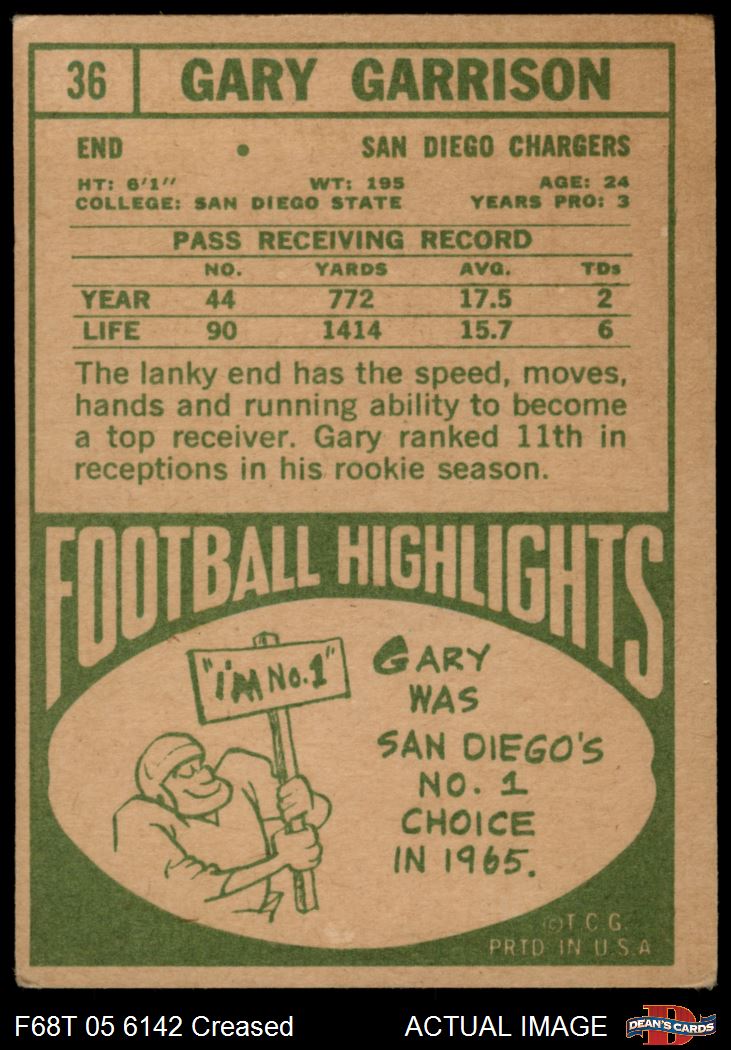 36 GARY GARRISON
END • SAN DIEGO CHARGERS
HT: 6'1" WT: 195 AGE: 24
COLLEGE: SAN DIEGO STATE YEARS PRO: 3
PASS RECEIVING RECORD
NO. YARDS AVG. TDs
YEAR 44 772 17.5 2
LIFE 90 1414 15.7 6
The lanky end has the speed, moves,
hands and running ability to become
a top receiver. Gary ranked 11th in
receptions in his rookie season.
FOOTBALL HIGHLIGHTS
"I'M No.1"
GARY
WAS
SAN DIEGO'S
NO. 1
CHOICE
IN 1965.
©T.C.G.
PRTD IN U.S.A
F68T 05 6142 Creased ACTUAL IMAGE DEAN'S CARDS